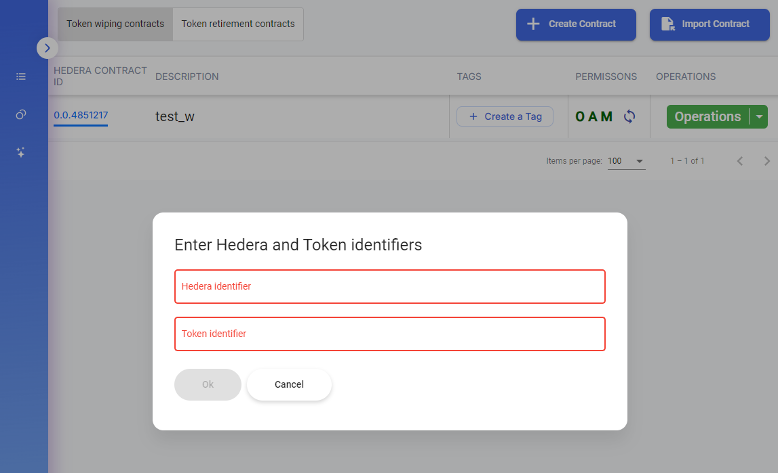 Token wiping contracts
Token retirement contracts
Create Contract
Import Contract
HEDERA CONTRACT
ID
DESCRIPTION
TAGS
PERMISSONS
OPERATIONS
0.0.4851217
test_w
Create a Tag
O A M
Operations
Items per page:
100
1 – 1 of 1
Enter Hedera and Token identifiers
Hedera identifier
Token identifier
Ok
Cancel